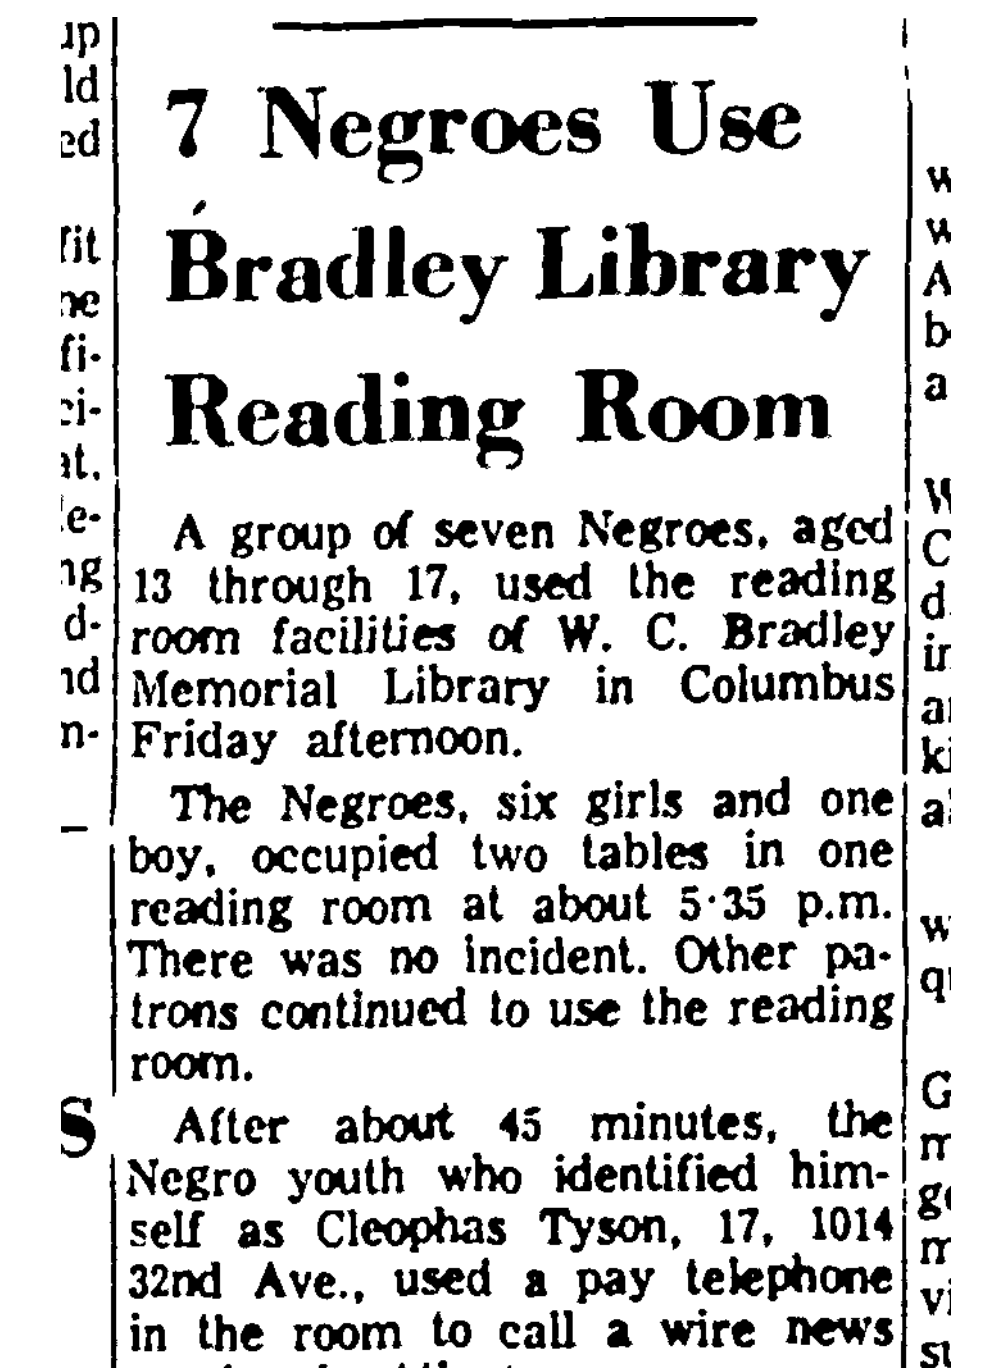 7 Negroes Use
Bradley Library
Reading Room
A group of seven Negroes, aged
13 through 17, used the reading
room facilities of W. C. Bradley
Memorial Library in Columbus
Friday afternoon.
The Negroes, six girls and one
boy, occupied two tables in one
reading room at about 5:35 p.m.
There was no incident. Other pa-
trons continued to use the reading
room.
After about 45 minutes, the
Negro youth who identified him-
self as Cleophas Tyson, 17, 1014
32nd Ave., used a pay telephone
in the room to call a wire news